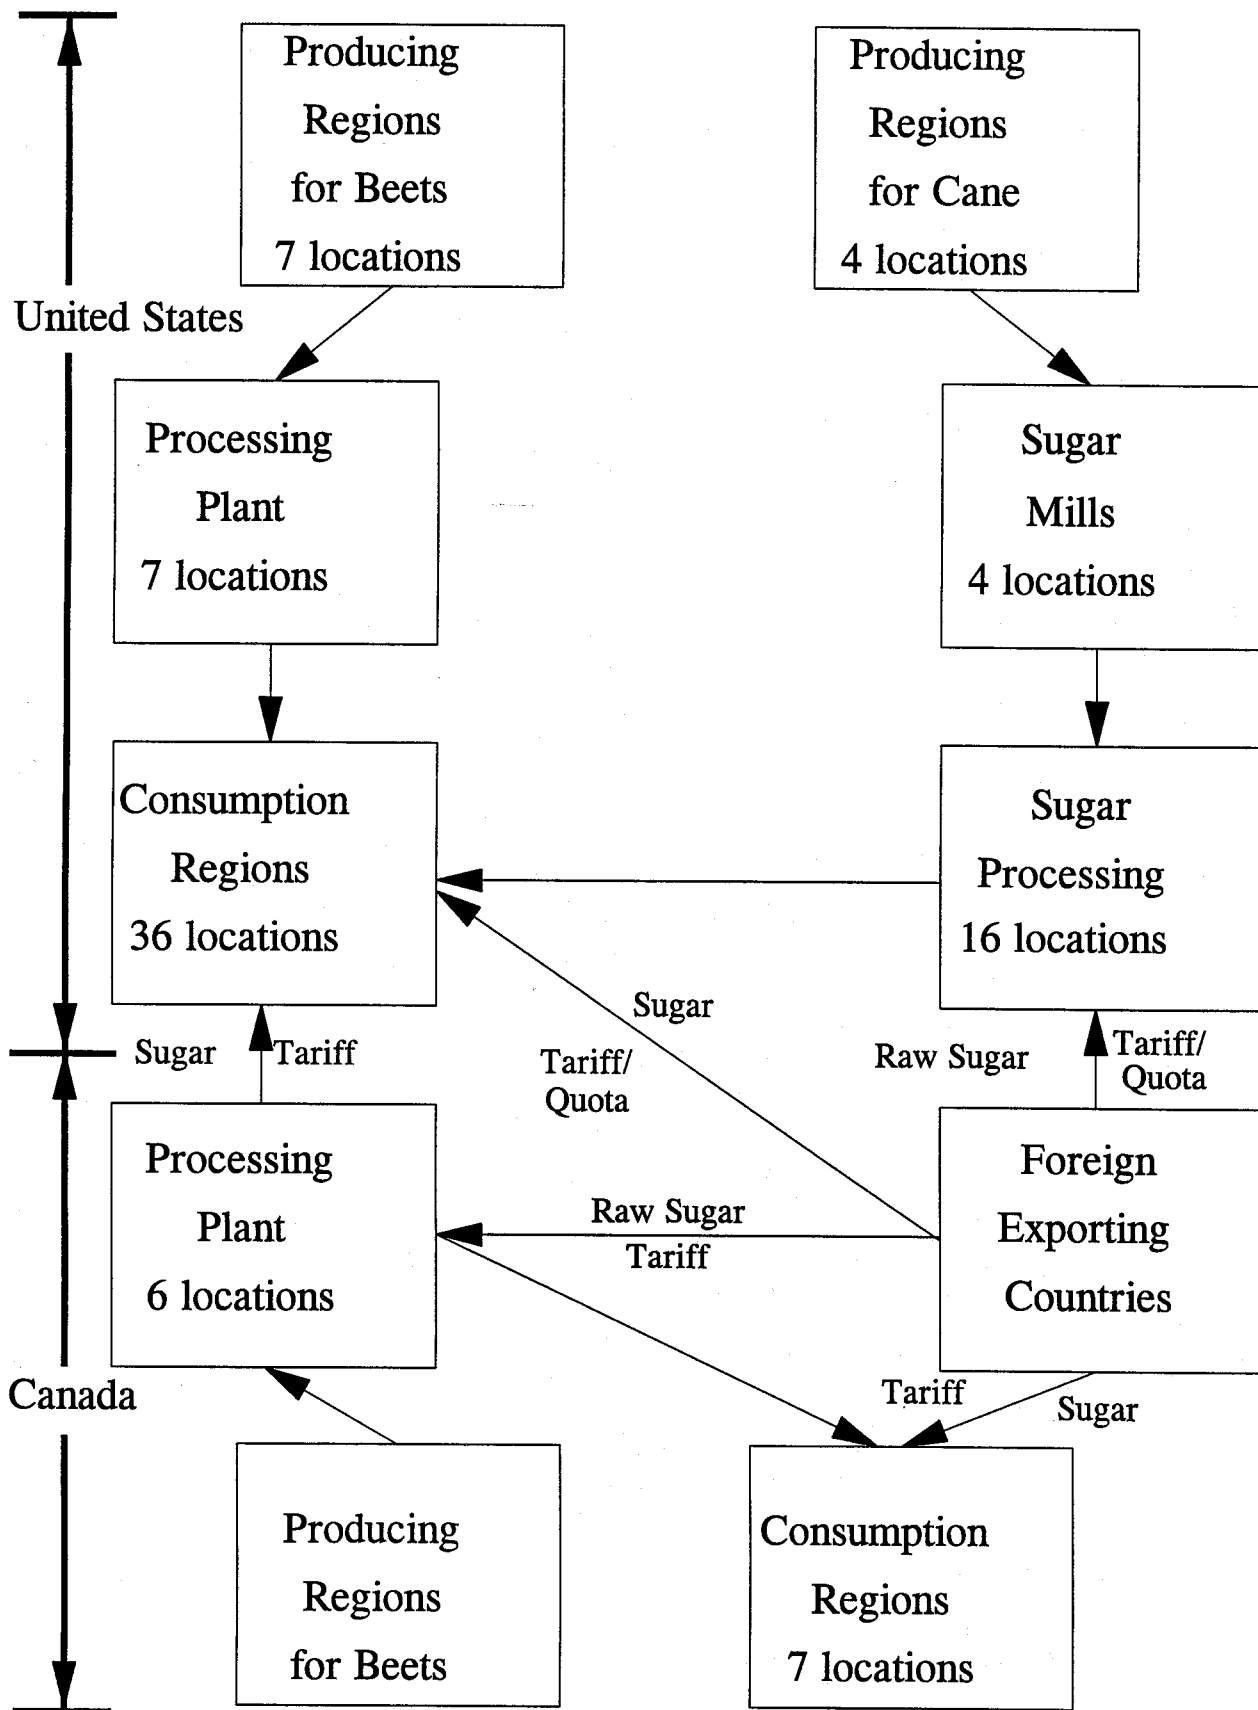 Producing
Regions
for Beets
7 locations
Producing
Regions
for Cane
4 locations
United States
Processing
Plant
7 locations
Sugar
Mills
4 locations
Consumption
Regions
36 locations
Sugar
Processing
16 locations
Sugar
Tariff
Sugar
Tariff/
Quota
Raw Sugar
Tariff/
Quota
Processing
Plant
6 locations
Raw Sugar
Tariff
Foreign
Exporting
Countries
Canada
Tariff
Sugar
Producing
Regions
for Beets
Consumption
Regions
7 locations